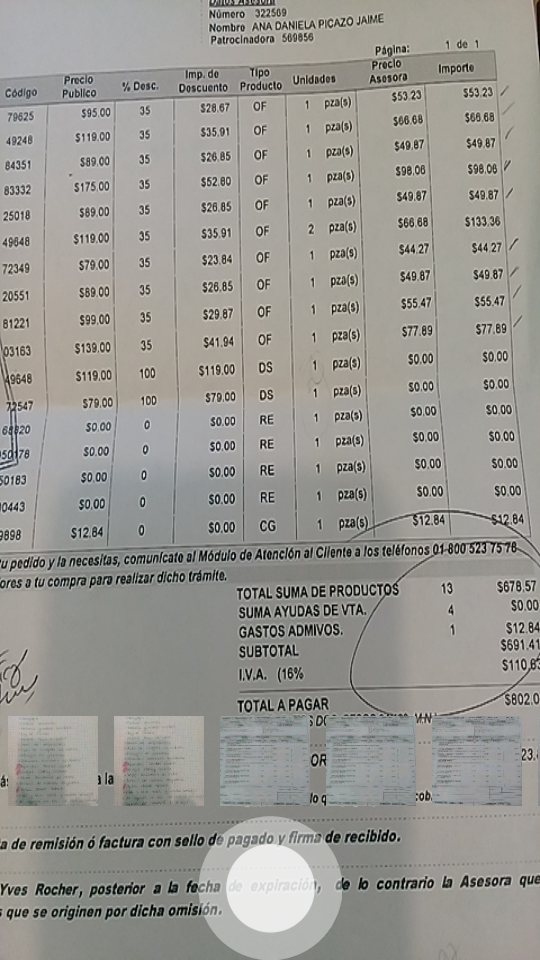 Datos Asesora
Número 322509
Nombre ANA DANIELA PICAZO JAIME
Patrocinadora 569856
Página: 1 de 1
Código Precio Publico % Desc. Imp. de Descuento Tipo Producto Unidades Precio Asesora Importe
79625 $95.00 35 $28.67 OF 1 pza(s) $53.23 $53.23
49248 $119.00 35 $35.91 OF 1 pza(s) $66.68 $66.68
84351 $89.00 35 $26.85 OF 1 pza(s) $49.87 $49.87
83332 $175.00 35 $52.80 OF 1 pza(s) $98.06 $98.06
25018 $89.00 35 $26.85 OF 1 pza(s) $49.87 $49.87
49648 $119.00 35 $35.91 OF 2 pza(s) $66.68 $133.36
72349 $79.00 35 $23.84 OF 1 pza(s) $44.27 $44.27
20551 $89.00 35 $26.85 OF 1 pza(s) $49.87 $49.87
81221 $99.00 35 $29.87 OF 1 pza(s) $55.47 $55.47
03163 $139.00 35 $41.94 OF 1 pza(s) $77.89 $77.89
49648 $119.00 100 $119.00 DS 1 pza(s) $0.00 $0.00
72547 $79.00 100 $79.00 DS 1 pza(s) $0.00 $0.00
68820 $0.00 0 $0.00 RE 1 pza(s) $0.00 $0.00
50178 $0.00 0 $0.00 RE 1 pza(s) $0.00 $0.00
50183 $0.00 0 $0.00 RE 1 pza(s) $0.00 $0.00
0443 $0.00 0 $0.00 RE 1 pza(s) $0.00 $0.00
9898 $12.84 0 $0.00 CG 1 pza(s) $12.84 $12.84
u pedido y la necesitas, comunícate al Módulo de Atención al Cliente a los teléfonos 01 800 523 75 78
ores a tu compra para realizar dicho trámite.
TOTAL SUMA DE PRODUCTOS 13 $678.57
SUMA AYUDAS DE VTA. 4 $0.00
GASTOS ADMIVOS. 1 $12.84
SUBTOTAL $691.41
I.V.A. (16% $110.63
TOTAL A PAGAR $802.0
M.N
a la
OR 23.
lo q cob
a de remisión ó factura con sello de pagado y firma de recibido.
Yves Rocher, posterior a la fecha de expiración, de lo contrario la Asesora que
s que se originen por dicha omisión.